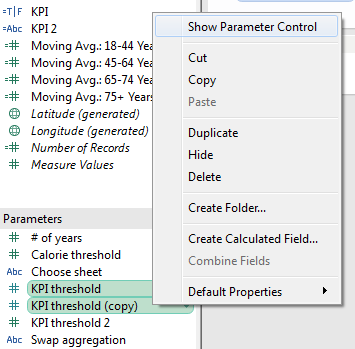 =T|F KPI
=Abc KPI 2
=# Moving Avg.: 18-44 Year
=# Moving Avg.: 45-64 Year
=# Moving Avg.: 65-74 Year
=# Moving Avg.: 75+ Years
Latitude (generated)
Longitude (generated)
=# Number of Records
# Measure Values
Parameters
# # of years
# Calorie threshold
Abc Choose sheet
# KPI threshold
# KPI threshold (copy)
# KPI threshold 2
Abc Swap aggregation
Show Parameter Control
Cut
Copy
Paste
Duplicate
Hide
Delete
Create Folder...
Create Calculated Field...
Combine Fields
Default Properties